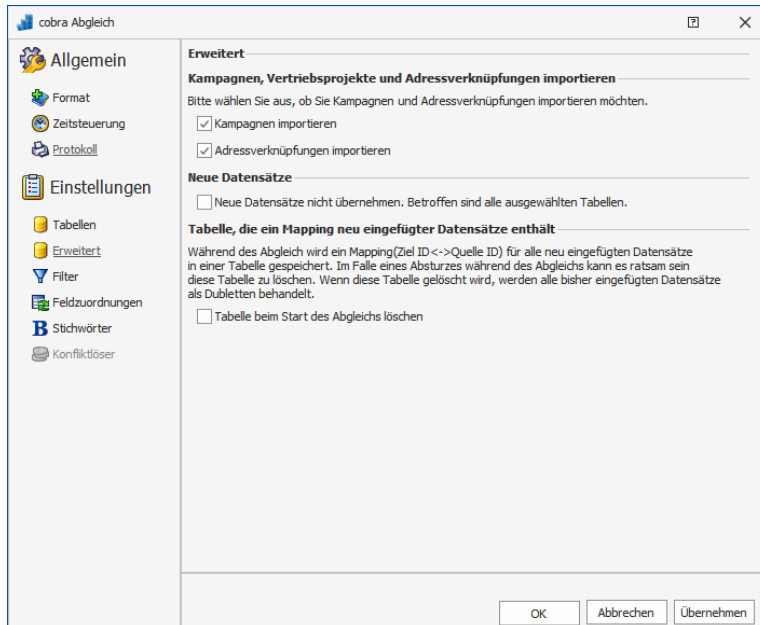 cobra Abgleich
Allgemein
Format
Zeitsteuerung
Protokoll
Einstellungen
Tabellen
Erweitert
Filter
Feldzuordnungen
Stichwörter
Konfliktlöser
Erweitert
Kampagnen, Vertriebsprojekte und Adressverknüpfungen importieren
Bitte wählen Sie aus, ob Sie Kampagnen und Adressverknüpfungen importieren möchten.
Kampagnen importieren
Adressverknüpfungen importieren
Neue Datensätze
Neue Datensätze nicht übernehmen. Betroffen sind alle ausgewählten Tabellen.
Tabelle, die ein Mapping neu eingefügter Datensätze enthält
Während des Abgleich wird ein Mapping(Ziel ID<->Quelle ID) für alle neu eingefügten Datensätze
in einer Tabelle gespeichert. Im Falle eines Absturzes während des Abgleichs kann es ratsam sein
diese Tabelle zu löschen. Wenn diese Tabelle gelöscht wird, werden alle bisher eingefügten Datensätze
als Dubletten behandelt.
Tabelle beim Start des Abgleichs löschen
OK
Abbrechen
Übernehmen